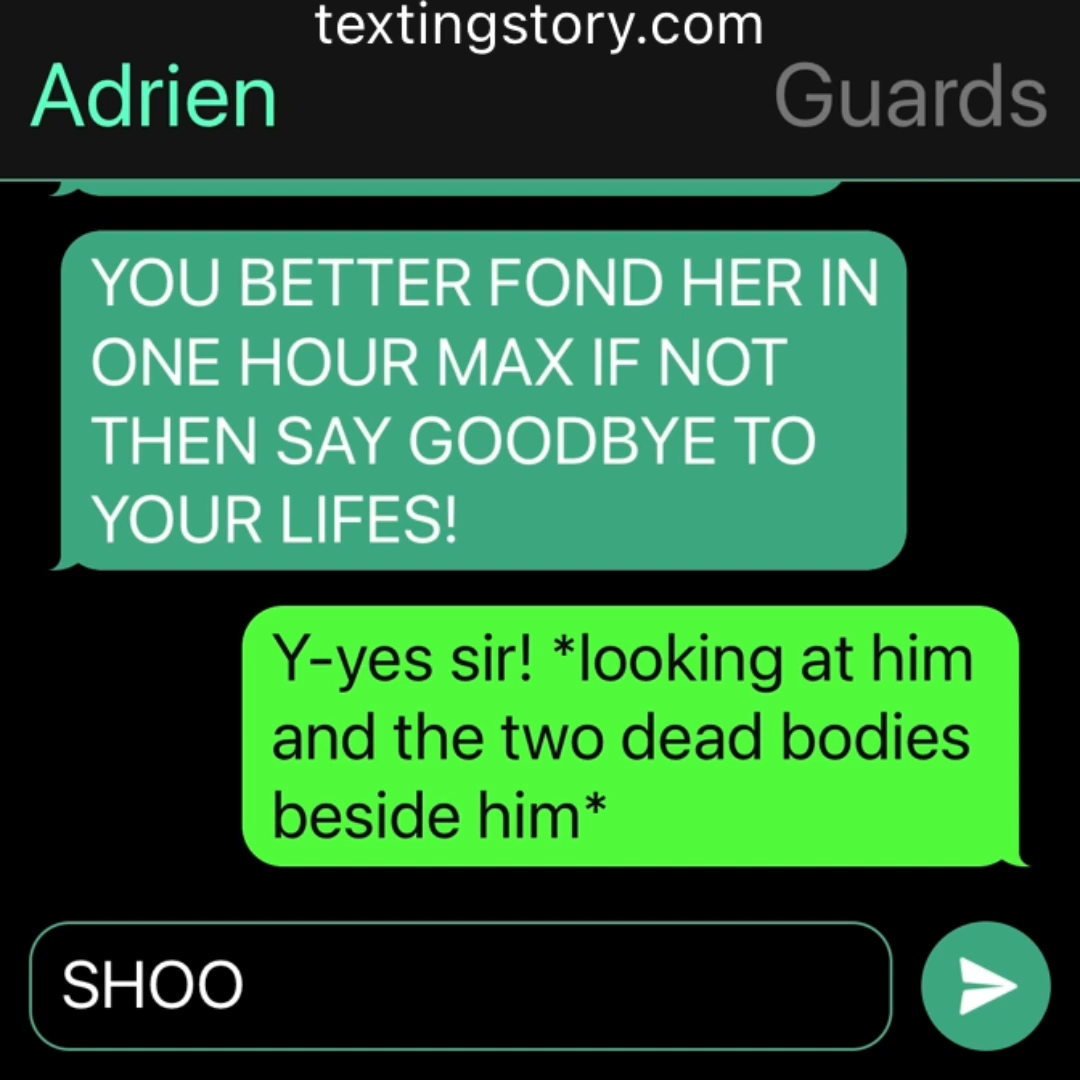 textingstory.com
Adrien
Guards
YOU BETTER FOND HER IN
ONE HOUR MAX IF NOT
THEN SAY GOODBYE TO
YOUR LIFES!
Y-yes sir! *looking at him
and the two dead bodies
beside him*
SHOO